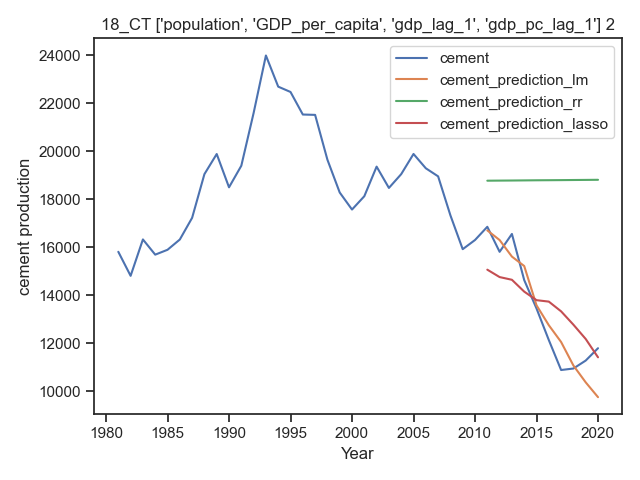 18_CT ['population', 'GDP_per_capita', 'gdp_lag_1', 'gdp_pc_lag_1'] 2
cement
cement_prediction_lm
cement_prediction_rr
cement_prediction_lasso
24000
22000
20000
18000
16000
14000
12000
10000
cement production
1980
1985
1990
1995
2000
2005
2010
2015
2020
Year